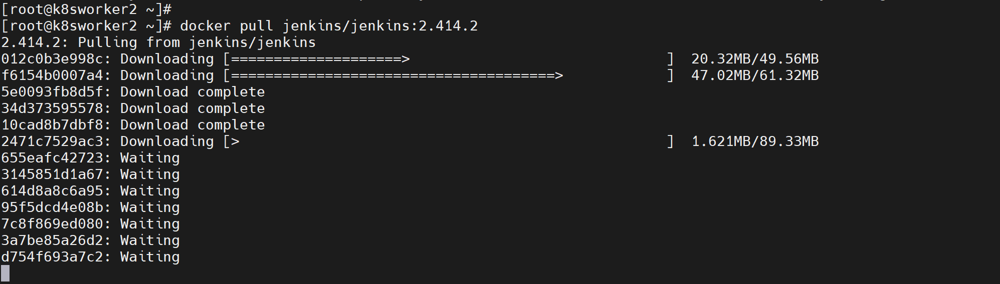 [root@k8sworker2 ~]#
[root@k8sworker2 ~]# docker pull jenkins/jenkins:2.414.2
2.414.2: Pulling from jenkins/jenkins
012c0b3e998c: Downloading [====================>                              ]  20.32MB/49.56MB
f6154b0007a4: Downloading [======================================>            ]  47.02MB/61.32MB
5e0093fb8d5f: Download complete
34d373595578: Download complete
10cad8b7dbf8: Download complete
2471c7529ac3: Downloading [>                                                  ]  1.621MB/89.33MB
655eafc42723: Waiting
3145851d1a67: Waiting
614d8a8c6a95: Waiting
95f5dcd4e08b: Waiting
7c8f869ed080: Waiting
3a7be85a26d2: Waiting
d754f693a7c2: Waiting